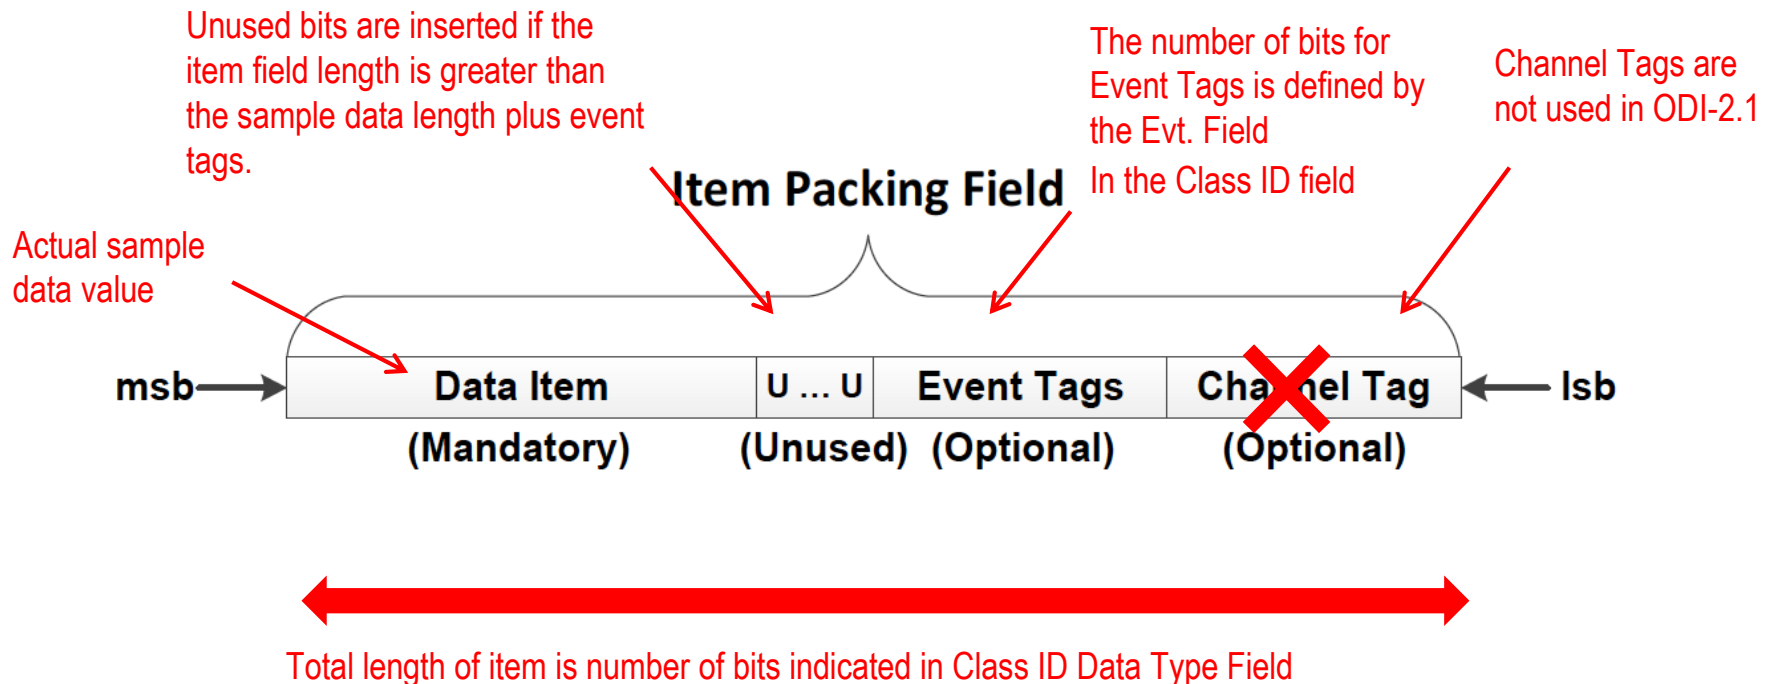 Unused bits are inserted if the
item field length is greater than
the sample data length plus event
tags.
The number of bits for
Event Tags is defined by
the Evt. Field
In the Class ID field
Channel Tags are
not used in ODI-2.1
Item Packing Field
Actual sample
data value
msb
Data Item
U ... U
Event Tags
Channel Tag
lsb
(Mandatory)
(Unused)
(Optional)
(Optional)
Total length of item is number of bits indicated in Class ID Data Type Field